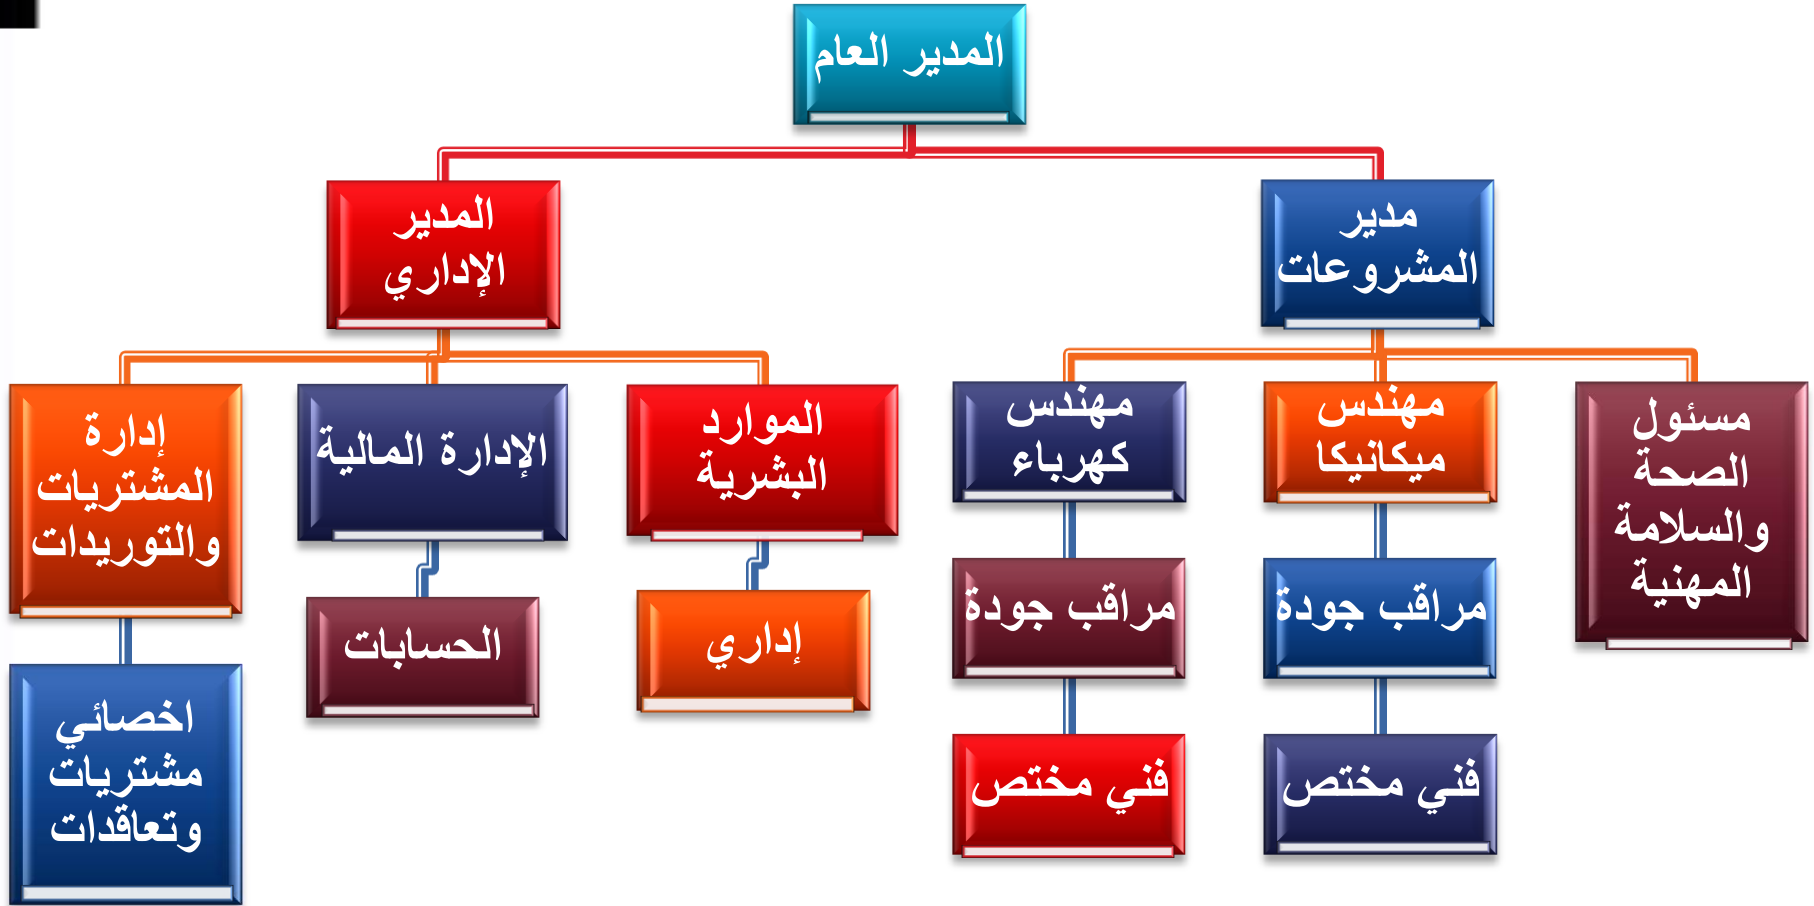 المدير العام
مدير
المشروعات
المدير
الإداري
مسئول
الصحة
والسلامة
المهنية
مهندس
ميكانيكا
مهندس
كهرباء
الموارد
البشرية
الإدارة المالية
إدارة
المشتريات
والتوريدات
مراقب جودة
مراقب جودة
إداري
الحسابات
اخصائي
مشتريات
وتعاقدات
فني مختص
فني مختص